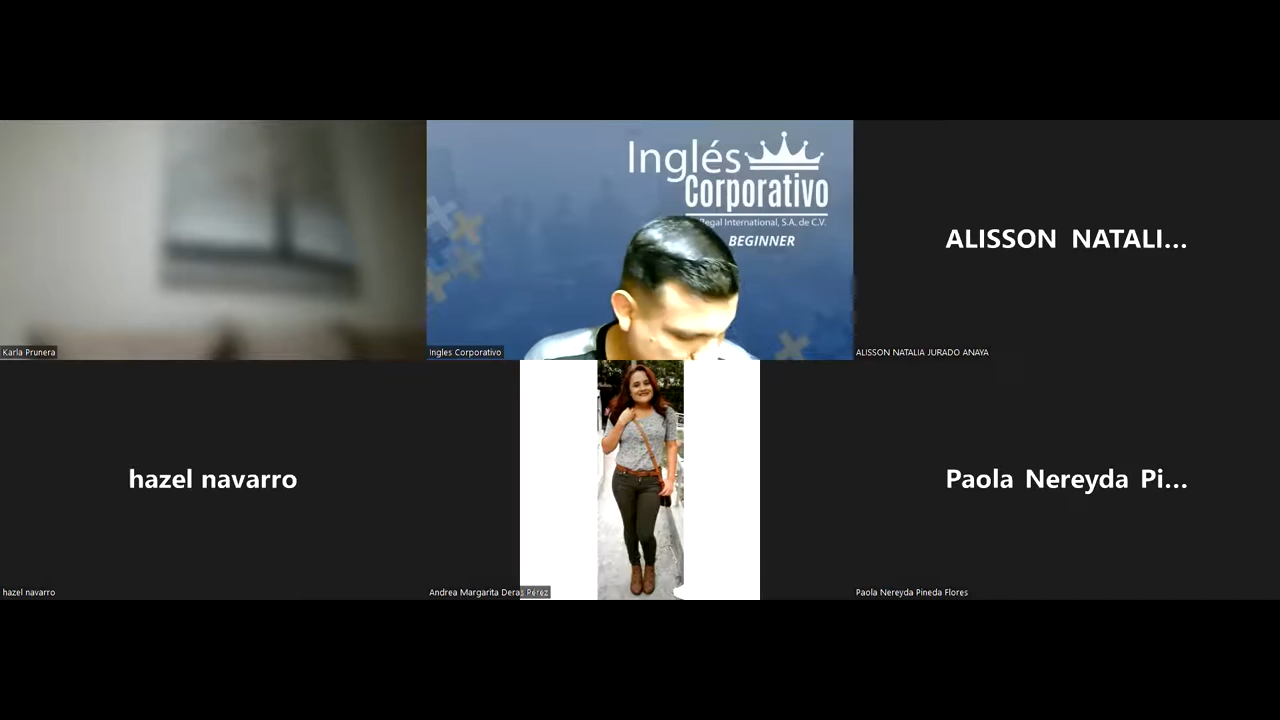 Inglés
Corporativo
Regal International, S.A. de C.V.
BEGINNER
ALISSON NATALI...
Karla Prunera
Ingles Corporativo
ALISSON NATALIA JURADO ANAYA
hazel navarro
Paola Nereyda Pi...
hazel navarro
Andrea Margarita Deras Pérez
Paola Nereyda Pineda Flores